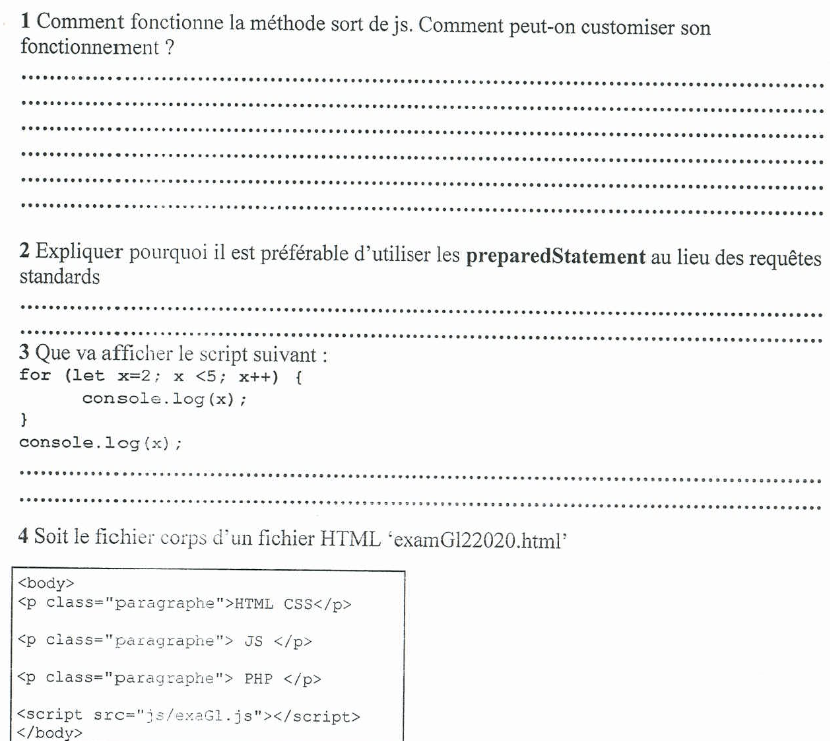 1 Comment fonctionne la méthode sort de js. Comment peut-on customiser son
fonctionnement ?
2 Expliquer pourquoi il est préférable d'utiliser les preparedStatement au lieu des requêtes
standards
3 Que va afficher le script suivant :
for (let x=2; x <5; x++) {
console.log(x);
}
console.log(x);
4 Soit le fichier corps d'un fichier HTML 'examGl22020.html'
<body>
<p class="paragraphe">HTML CSS</p>
<p class="paragraphe"> JS </p>
<p class="paragraphe"> PHP </p>
<script src="js/exaGl.js"></script>
</body>